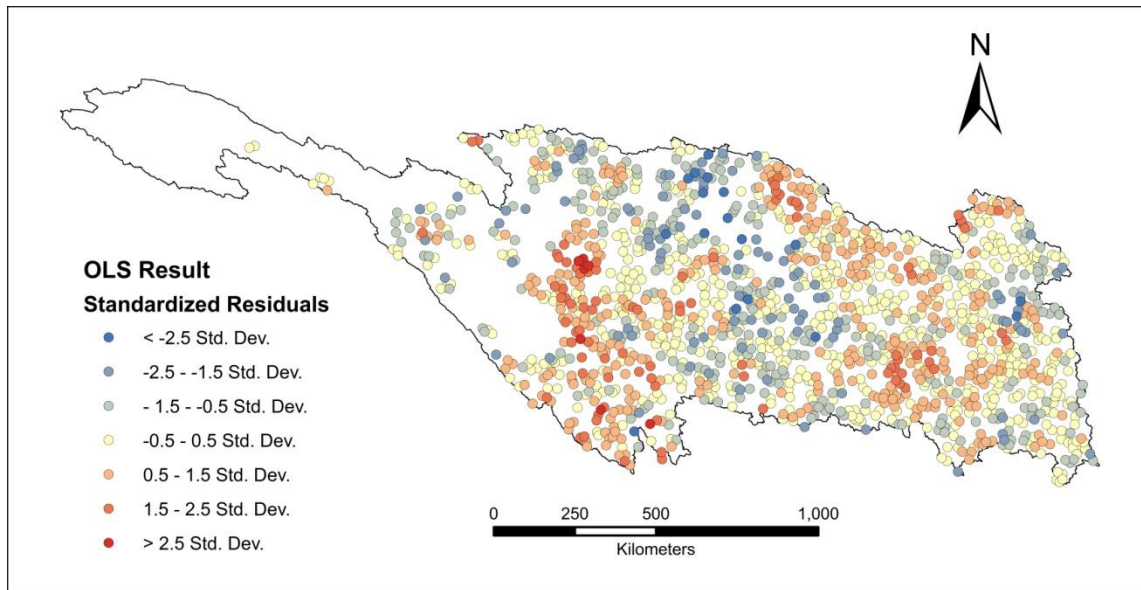 N
OLS Result
Standardized Residuals
< -2.5 Std. Dev.
-2.5 - -1.5 Std. Dev.
- 1.5 - -0.5 Std. Dev.
-0.5 - 0.5 Std. Dev.
0.5 - 1.5 Std. Dev.
1.5 - 2.5 Std. Dev.
> 2.5 Std. Dev.
0 250 500 1,000
Kilometers